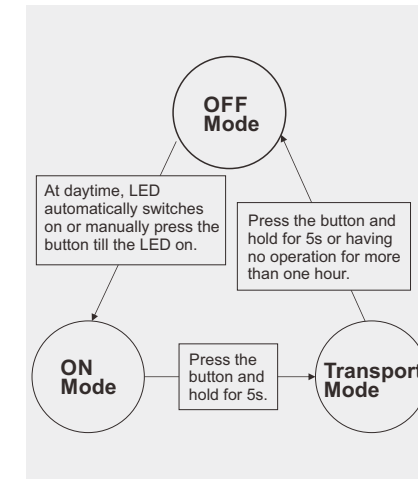 OFF
Mode
At daytime, LED
automatically switches
on or manually press the
button till the LED on.
Press the button and
hold for 5s or having
no operation for more
than one hour.
ON
Mode
Press the
button and
hold for 5s.
Transport
Mode